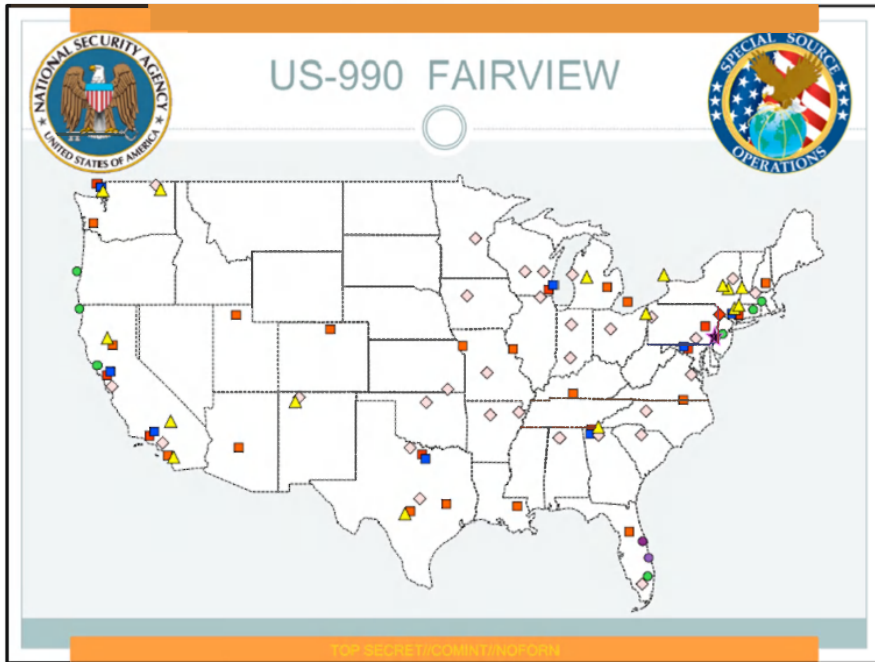 US-990 FAIRVIEW
NATIONAL SECURITY AGENCY
UNITED STATES OF AMERICA
SPECIAL SOURCE
OPERATIONS
TOP SECRET//COMINT//NOFORN